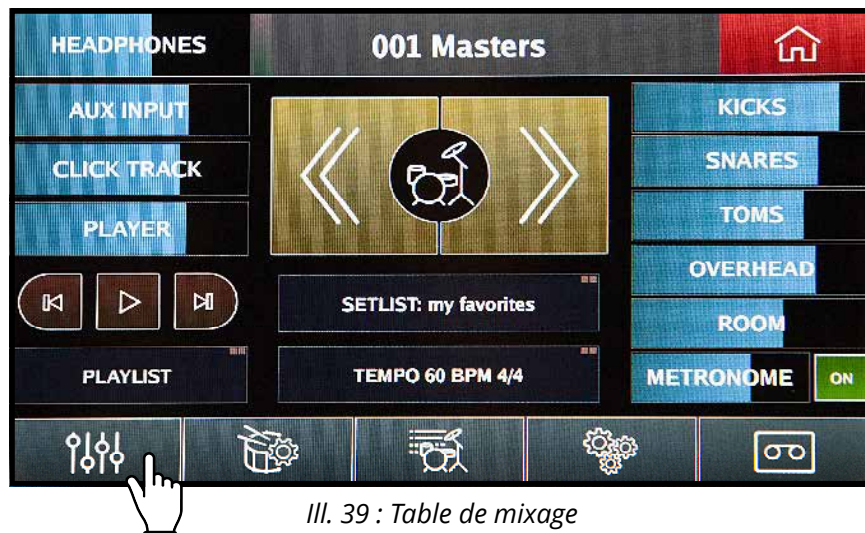 HEADPHONES
001 Masters
AUX INPUT
CLICK TRACK
PLAYER
KICKS
SNARES
TOMS
OVERHEAD
ROOM
SETLIST: my favorites
PLAYLIST
TEMPO 60 BPM 4/4
METRONOME
ON
Ill. 39 : Table de mixage